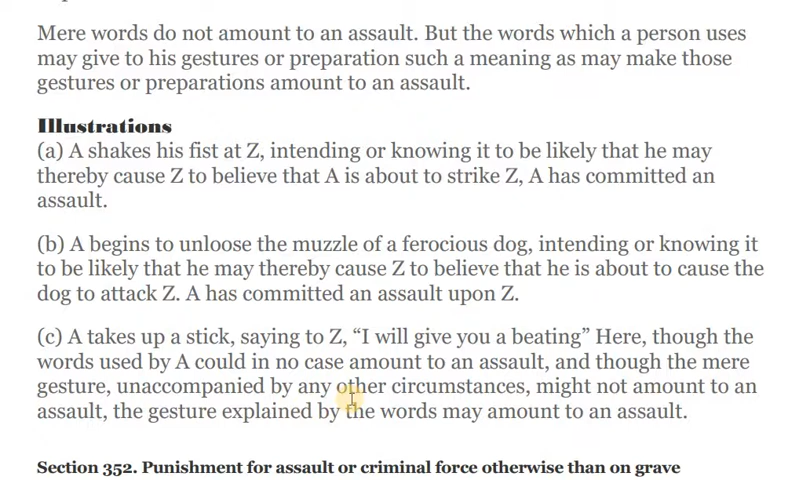 Mere words do not amount to an assault. But the words which a person uses
may give to his gestures or preparation such a meaning as may make those
gestures or preparations amount to an assault.
Illustrations
(a) A shakes his fist at Z, intending or knowing it to be likely that he may
thereby cause Z to believe that A is about to strike Z, A has committed an
assault.
(b) A begins to unloose the muzzle of a ferocious dog, intending or knowing it
to be likely that he may thereby cause Z to believe that he is about to cause the
dog to attack Z. A has committed an assault upon Z.
(c) A takes up a stick, saying to Z, “I will give you a beating” Here, though the
words used by A could in no case amount to an assault, and though the mere
gesture, unaccompanied by any other circumstances, might not amount to an
assault, the gesture explained by the words may amount to an assault.
Section 352. Punishment for assault or criminal force otherwise than on grave